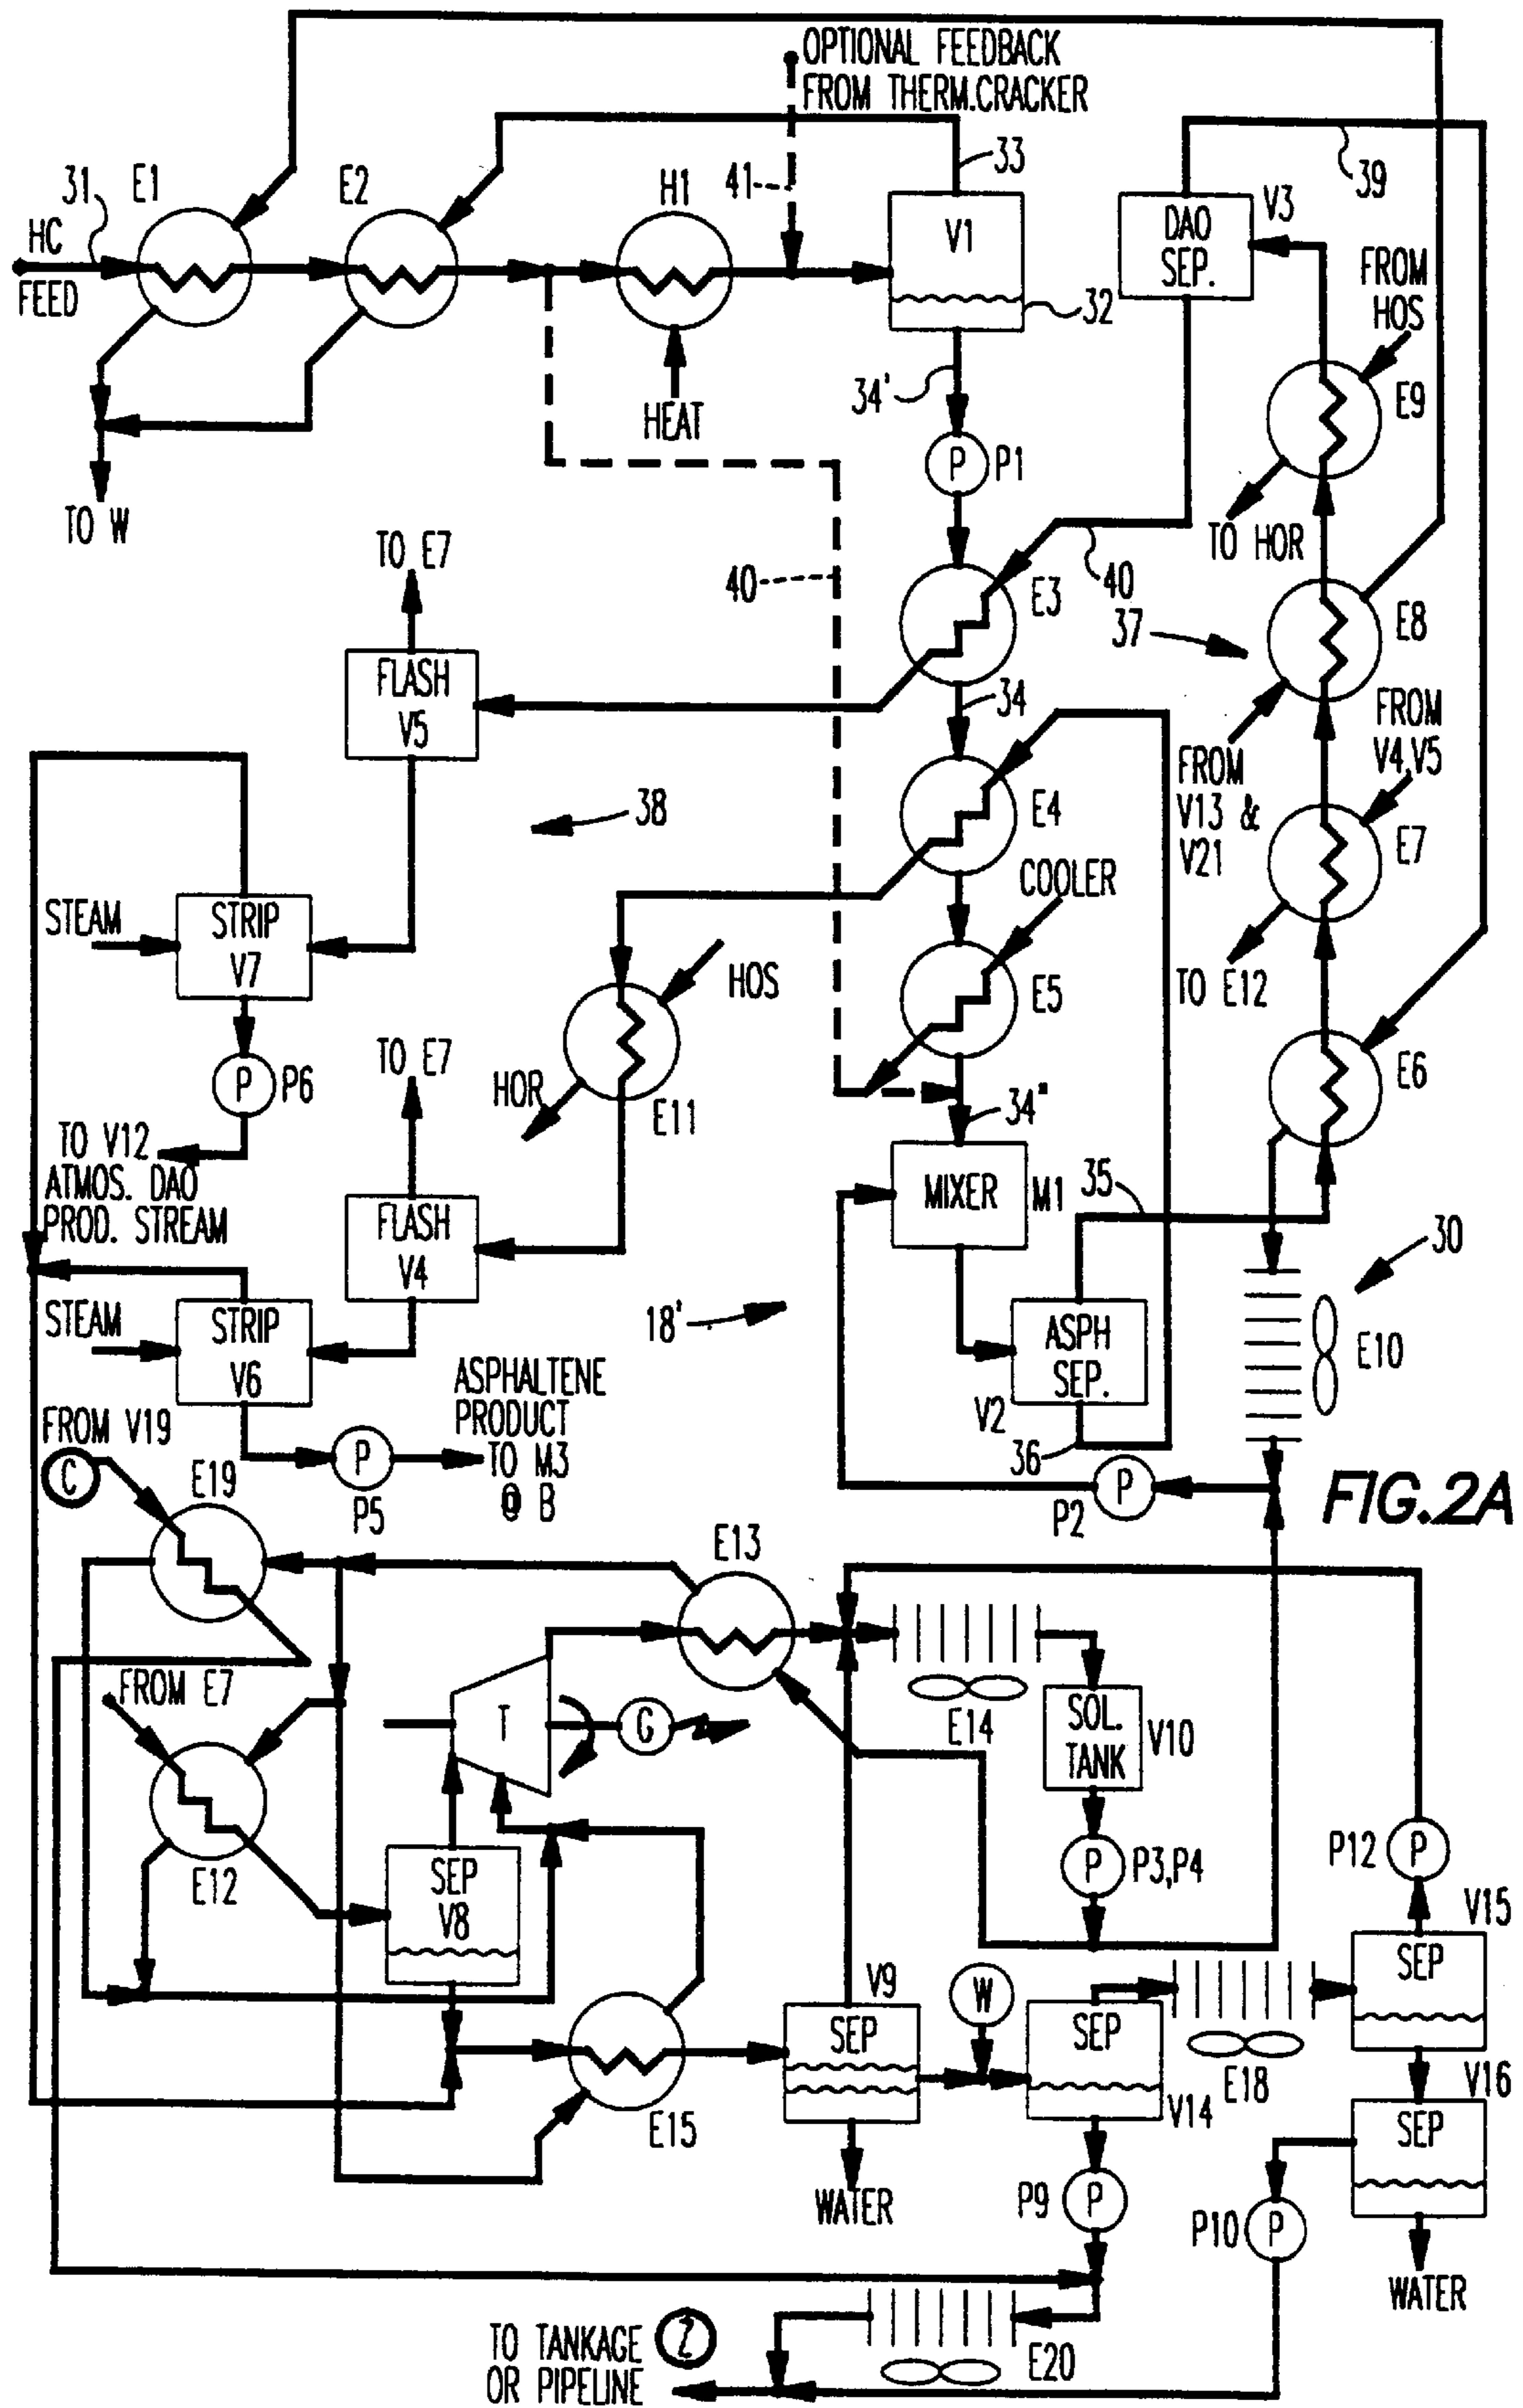 OPTIONAL FEEDBACK
FROM THERM.CRACKER
31
E1
E2
H1
41
33
39
HC
FEED
V1
DAO
SEP.
V3
FROM
HOS
32
34'
HEAT
E9
P
P1
TO W
TO HOR
TO E7
40
E3
40
37
E8
FLASH
V5
34
FROM
V4,V5
FROM
V13 &
V21
38
E4
E7
COOLER
STEAM
STRIP
V7
HOS
E5
TO E12
TO E7
P
P6
HOR
E11
E6
TO V12
ATMOS. DAO
PROD. STREAM
34"
FLASH
V4
MIXER
M1
35
30
STEAM
STRIP
V6
18'
ASPH
SEP.
V2
E10
ASPHALTENE
PRODUCT
TO M3
@ B
FROM V19
C
E19
P
P5
36
P2
P
FIG.2A
E13
FROM E7
T
G
E14
SOL.
TANK
V10
E12
SEP
V8
P
P3,P4
P12
P
V15
SEP
V9
SEP
W
SEP
V14
E18
V16
SEP
E15
WATER
P9
P
P10
P
WATER
TO TANKAGE
OR PIPELINE
Z
E20